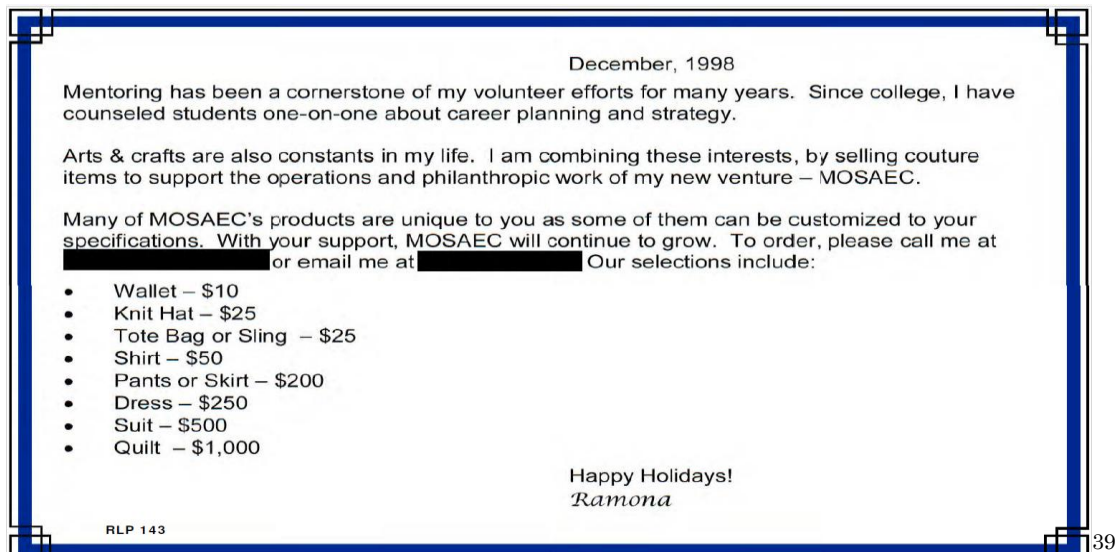 December, 1998
Mentoring has been a cornerstone of my volunteer efforts for many years. Since college, I have
counseled students one-on-one about career planning and strategy.
Arts & crafts are also constants in my life. I am combining these interests, by selling couture
items to support the operations and philanthropic work of my new venture – MOSAEC.
Many of MOSAEC's products are unique to you as some of them can be customized to your
specifications. With your support, MOSAEC will continue to grow. To order, please call me at
or email me at Our selections include:
• Wallet – $10
• Knit Hat – $25
• Tote Bag or Sling – $25
• Shirt – $50
• Pants or Skirt – $200
• Dress – $250
• Suit – $500
• Quilt – $1,000
Happy Holidays!
Ramona
RLP 143
39